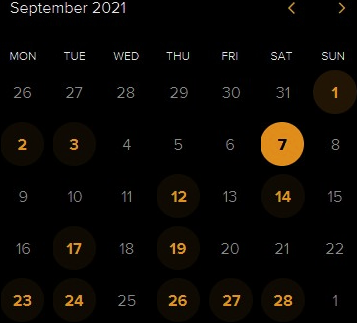 September 2021 < >
MON TUE WED THU FRI SAT SUN
26 27 28 29 30 31 1
2 3 4 5 6 7 8
9 10 11 12 13 14 15
16 17 18 19 20 21 22
23 24 25 26 27 28 1